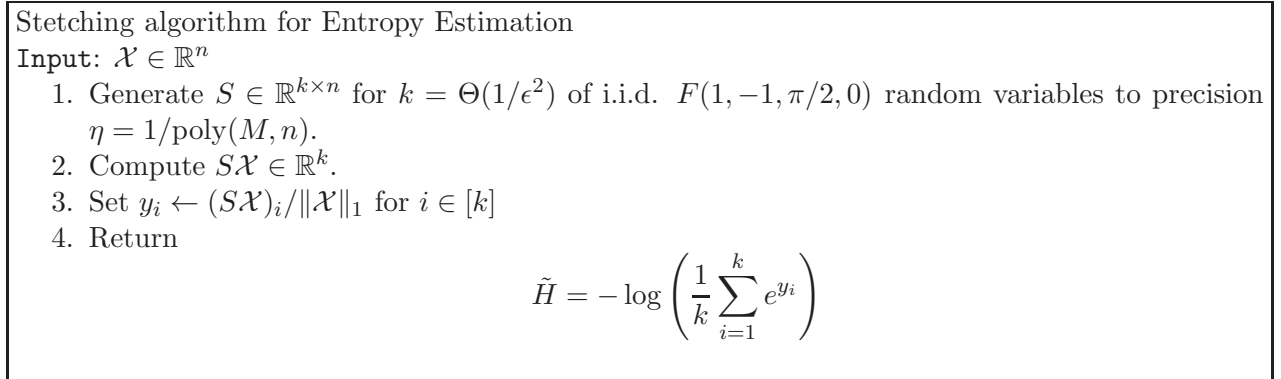 Stetching algorithm for Entropy Estimation
Input: 𝒳 ∈ ℝⁿ
1. Generate S ∈ ℝ^{k×n} for k = Θ(1/ϵ²) of i.i.d. F(1, −1, π/2, 0) random variables to precision
η = 1/poly(M, n).
2. Compute S𝒳 ∈ ℝᵏ.
3. Set yᵢ ← (S𝒳)ᵢ/‖𝒳‖₁ for i ∈ [k]
4. Return
H̃ = − log ( 1/k ∑_{i=1}^{k} e^{yᵢ} )